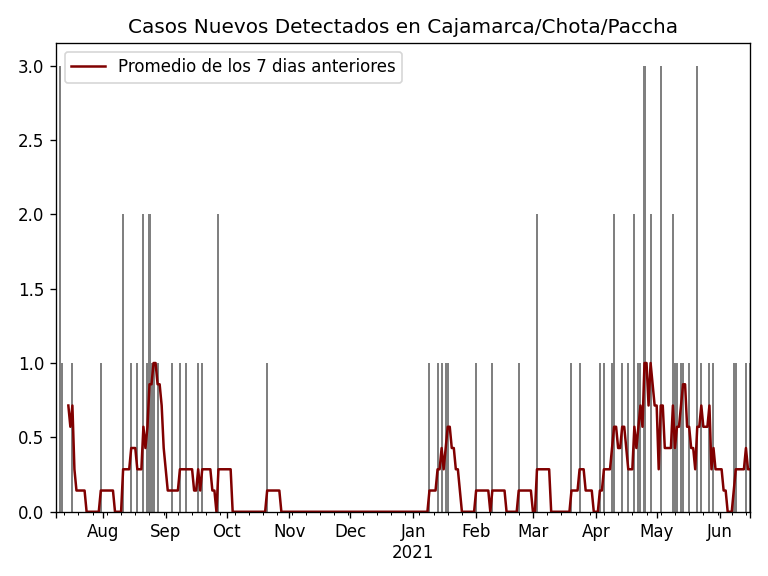 Casos Nuevos Detectados en Cajamarca/Chota/Paccha
Promedio de los 7 dias anteriores
3.0
2.5
2.0
1.5
1.0
0.5
0.0
Aug Sep Oct Nov Dec Jan Feb Mar Apr May Jun
2021